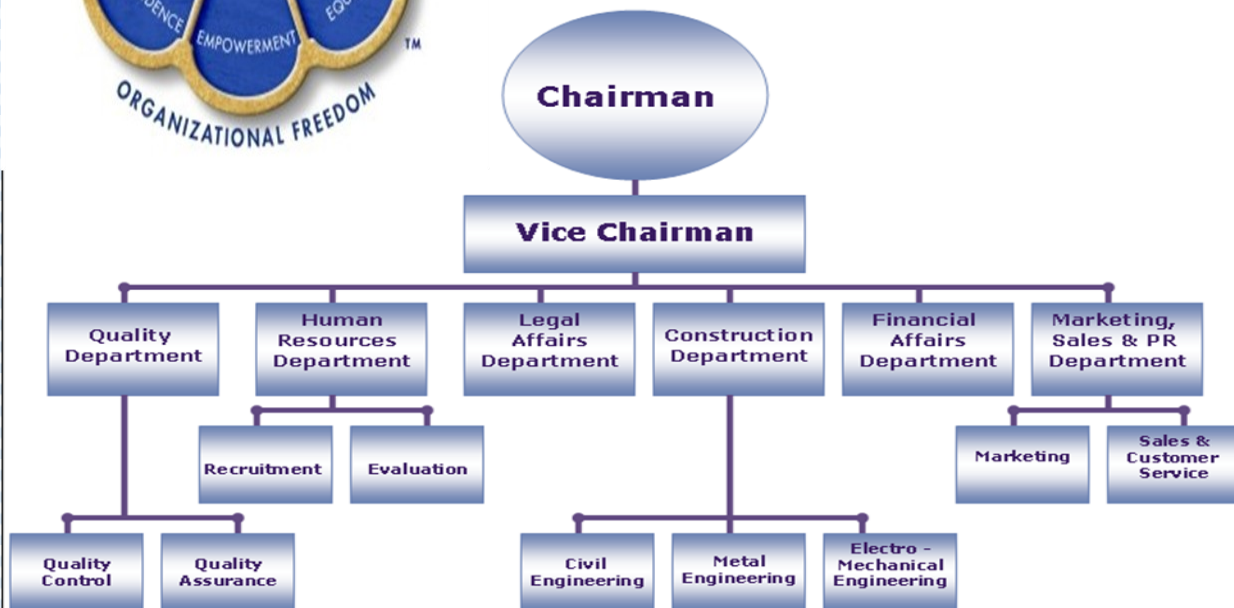 EMPOWERMENT
ORGANIZATIONAL FREEDOM
TM
Chairman
Vice Chairman
Quality
Department
Human
Resources
Department
Legal
Affairs
Department
Construction
Department
Financial
Affairs
Department
Marketing,
Sales & PR
Department
Recruitment
Evaluation
Marketing
Sales &
Customer
Service
Quality
Control
Quality
Assurance
Civil
Engineering
Metal
Engineering
Electro -
Mechanical
Engineering